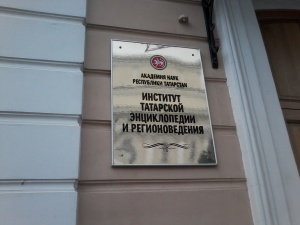 АКАДЕМИЯ НАУК
РЕСПУБЛИКИ ТАТАРСТАН
ИНСТИТУТ
ТАТАРСКОЙ
ЭНЦИКЛОПЕДИИ
И РЕГИОНОВЕДЕНИЯ